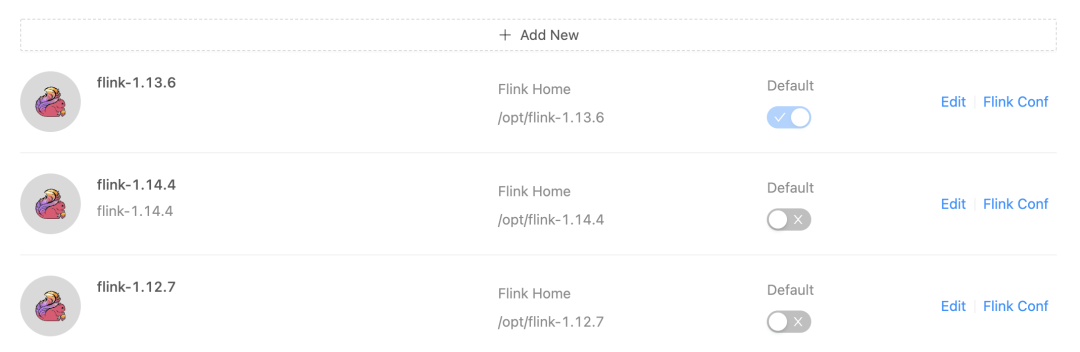 + Add New
flink-1.13.6
Flink Home
/opt/flink-1.13.6
Default
Edit
Flink Conf
flink-1.14.4
flink-1.14.4
Flink Home
/opt/flink-1.14.4
Default
Edit
Flink Conf
flink-1.12.7
Flink Home
/opt/flink-1.12.7
Default
Edit
Flink Conf